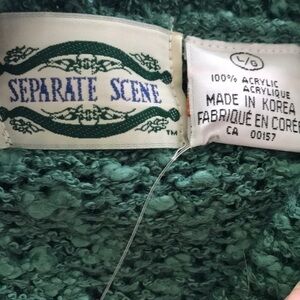 SEPARATE SCENE
TM
L/G
100% ACRYLIC
ACRYLIQUE
MADE IN KOREA
FABRIQUÉ EN CORÉE
CA 00157